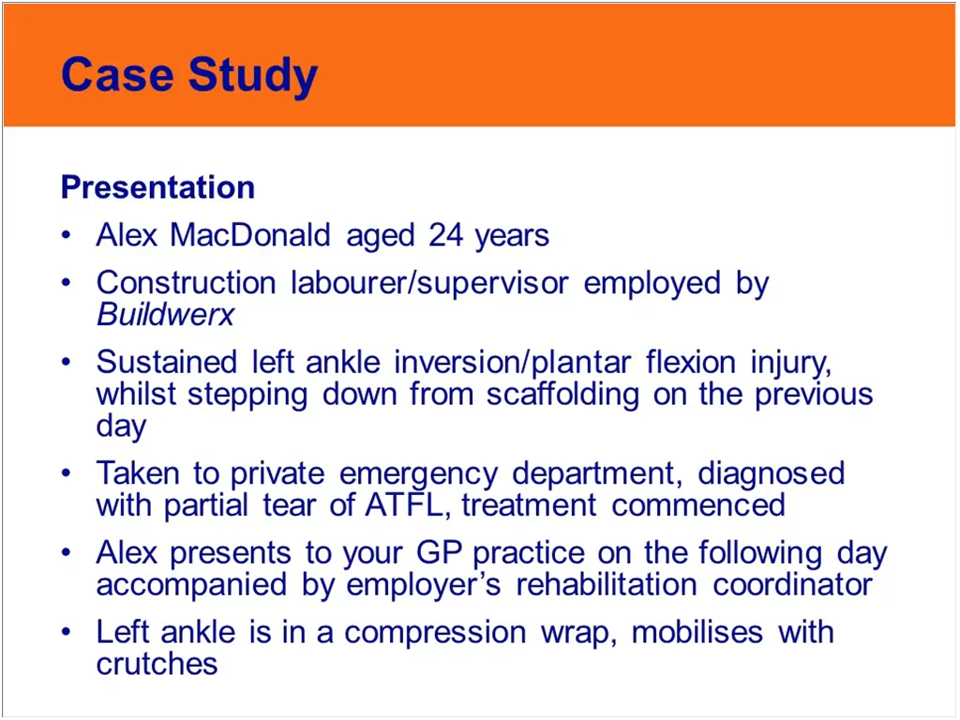 Case Study
Presentation
• Alex MacDonald aged 24 years
• Construction labourer/supervisor employed by
Buildwerx
• Sustained left ankle inversion/plantar flexion injury,
whilst stepping down from scaffolding on the previous
day
• Taken to private emergency department, diagnosed
with partial tear of ATFL, treatment commenced
• Alex presents to your GP practice on the following day
accompanied by employer’s rehabilitation coordinator
• Left ankle is in a compression wrap, mobilises with
crutches